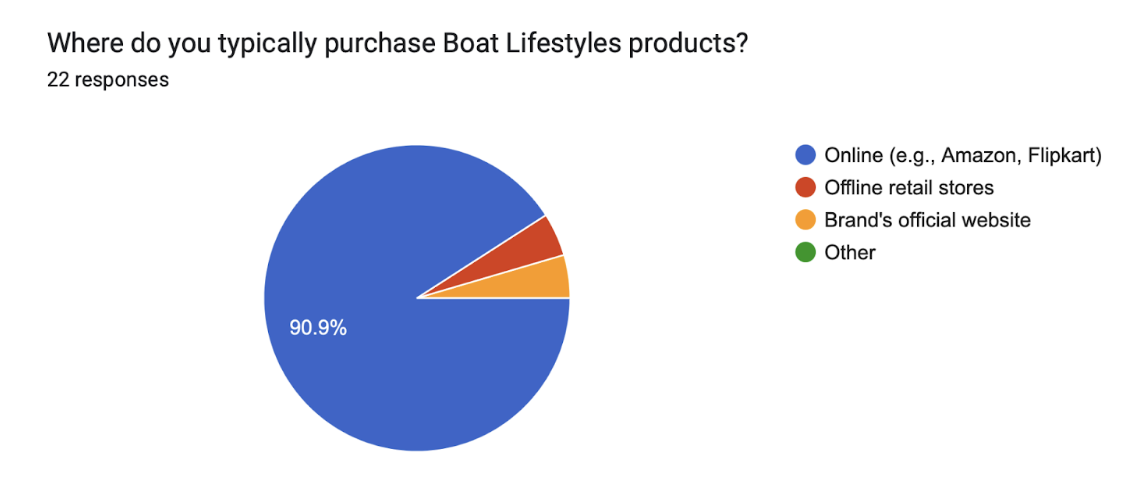 Where do you typically purchase Boat Lifestyles products?
22 responses
Online (e.g., Amazon, Flipkart)
Offline retail stores
Brand's official website
Other
90.9%